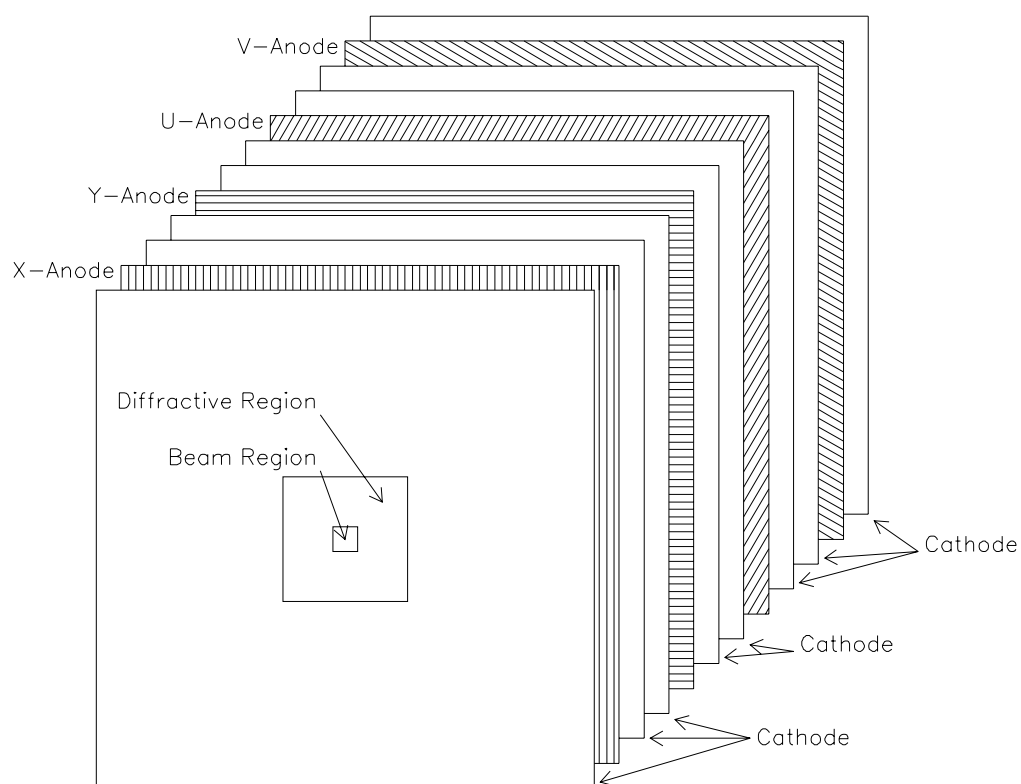 V-Anode
U-Anode
Y-Anode
X-Anode
Diffractive Region
Beam Region
Cathode
Cathode
Cathode